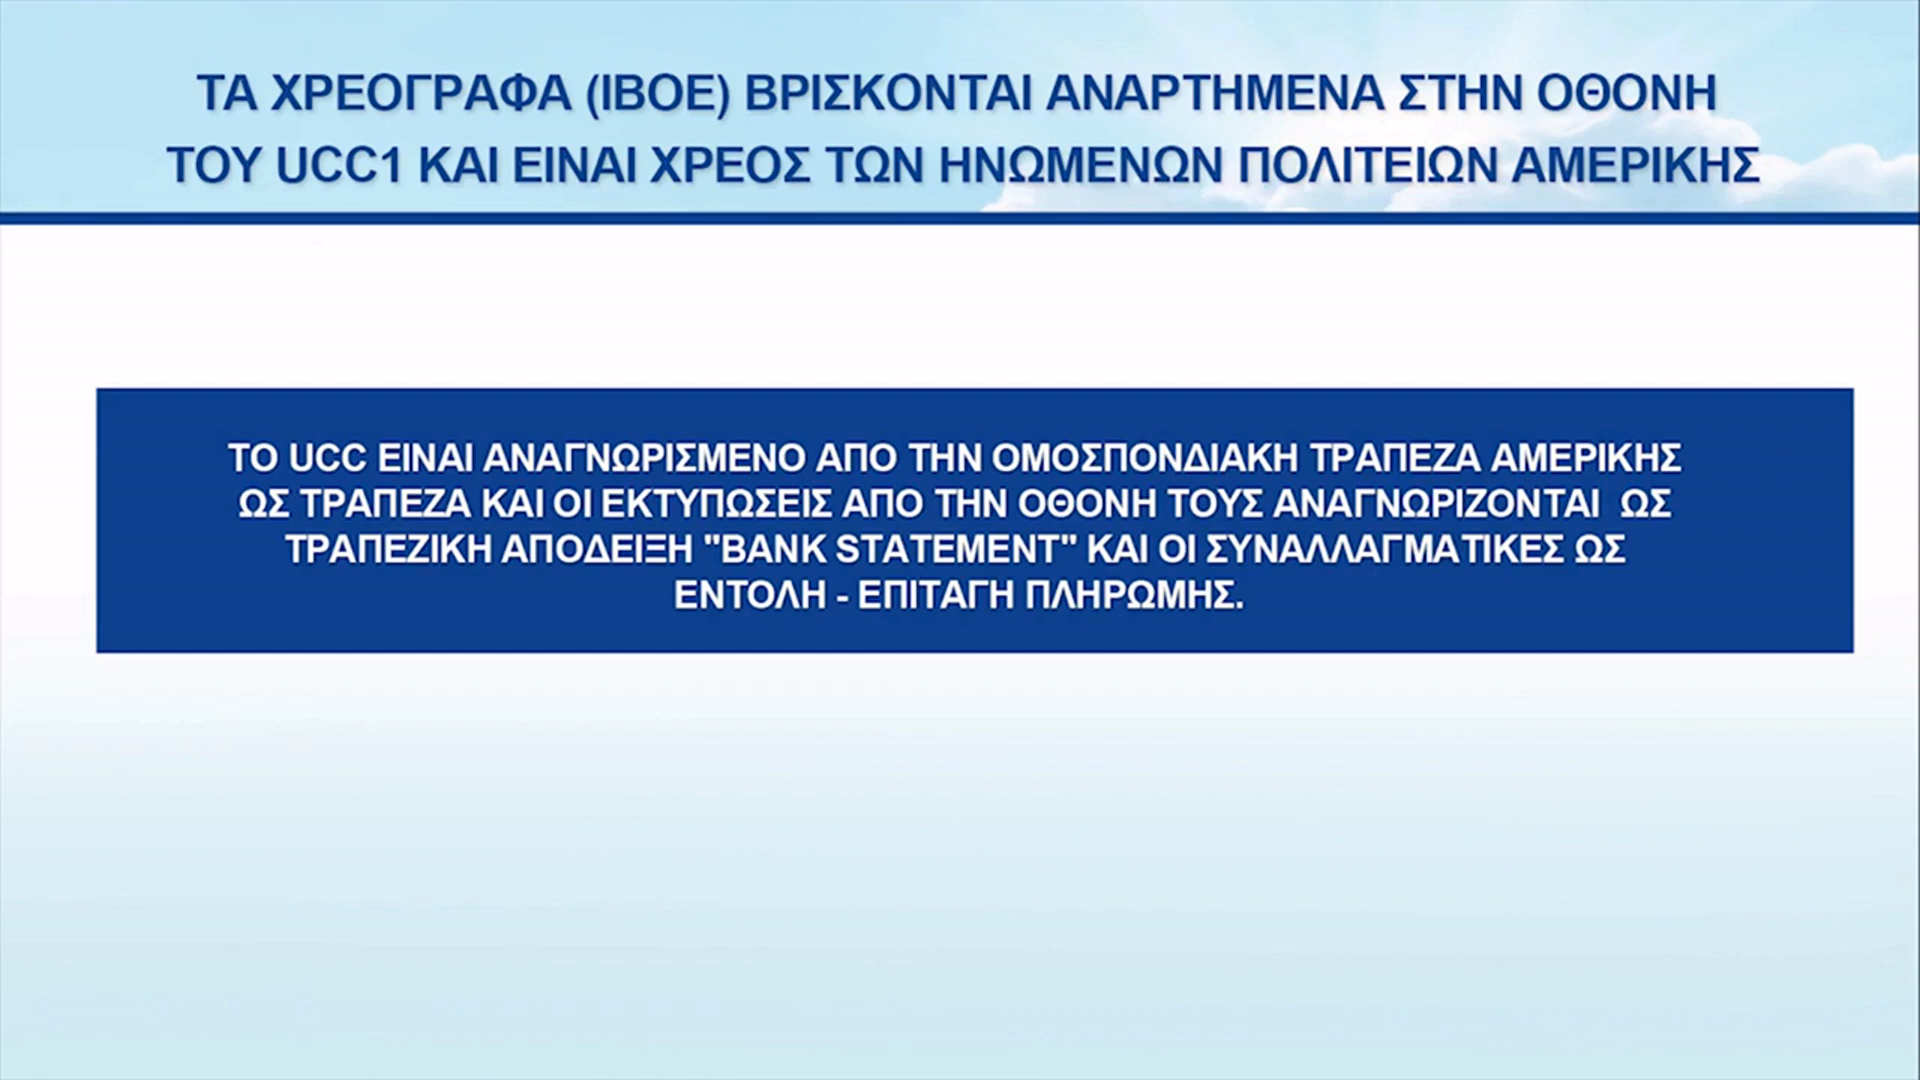 ΤΑ ΧΡΕΟΓΡΑΦΑ (IBOE) ΒΡΙΣΚΟΝΤΑΙ ΑΝΑΡΤΗΜΕΝΑ ΣΤΗΝ ΟΘΟΝΗ
ΤΟΥ UCC1 ΚΑΙ ΕΙΝΑΙ ΧΡΕΟΣ ΤΩΝ ΗΝΩΜΕΝΩΝ ΠΟΛΙΤΕΙΩΝ ΑΜΕΡΙΚΗΣ
ΤΟ UCC ΕΙΝΑΙ ΑΝΑΓΝΩΡΙΣΜΕΝΟ ΑΠΟ ΤΗΝ ΟΜΟΣΠΟΝΔΙΑΚΗ ΤΡΑΠΕΖΑ ΑΜΕΡΙΚΗΣ
ΩΣ ΤΡΑΠΕΖΑ ΚΑΙ ΟΙ ΕΚΤΥΠΩΣΕΙΣ ΑΠΟ ΤΗΝ ΟΘΟΝΗ ΤΟΥΣ ΑΝΑΓΝΩΡΙΖΟΝΤΑΙ ΩΣ
ΤΡΑΠΕΖΙΚΗ ΑΠΟΔΕΙΞΗ "BANK STATEMENT" ΚΑΙ ΟΙ ΣΥΝΑΛΛΑΓΜΑΤΙΚΕΣ ΩΣ
ΕΝΤΟΛΗ - ΕΠΙΤΑΓΗ ΠΛΗΡΩΜΗΣ.